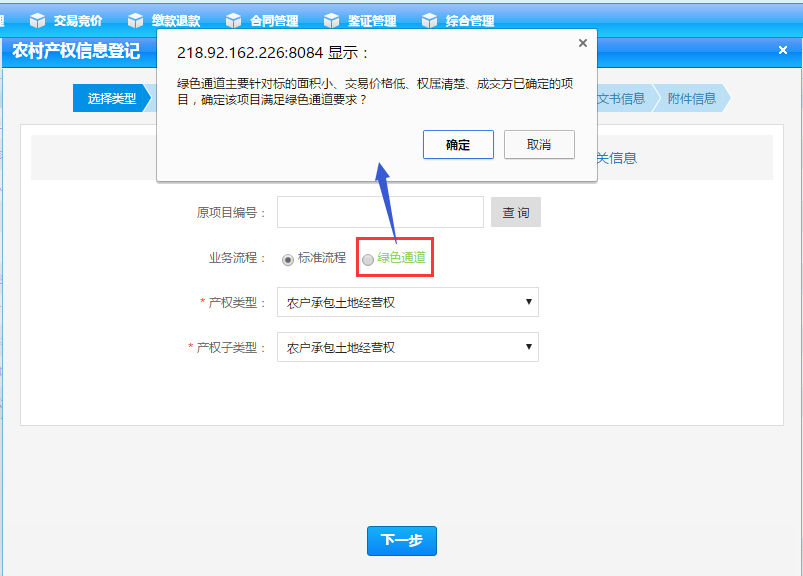 理 交易竞价 缴款退款 合同管理 鉴证管理 综合管理
农村产权信息登记 ×
218.92.162.226:8084 显示：
绿色通道主要针对标的面积小、交易价格低、权属清楚、成交方已确定的项
目，确定该项目满足绿色通道要求？
确定 取消
选择类型 文书信息 附件信息
关信息
原项目编号： 查 询
业务流程： 标准流程 绿色通道
* 产权类型： 农户承包土地经营权
* 产权子类型： 农户承包土地经营权
下一步